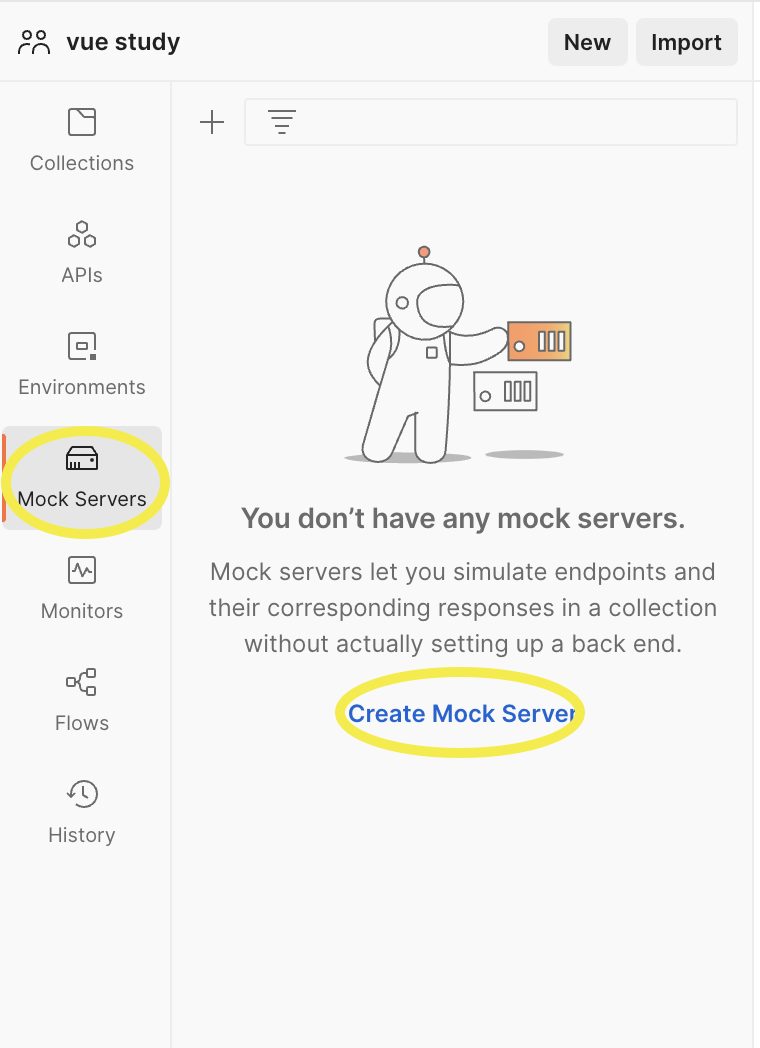 vue study
New
Import
Collections
APIs
Environments
Mock Servers
Monitors
Flows
History
You don’t have any mock servers.
Mock servers let you simulate endpoints and
their corresponding responses in a collection
without actually setting up a back end.
Create Mock Server